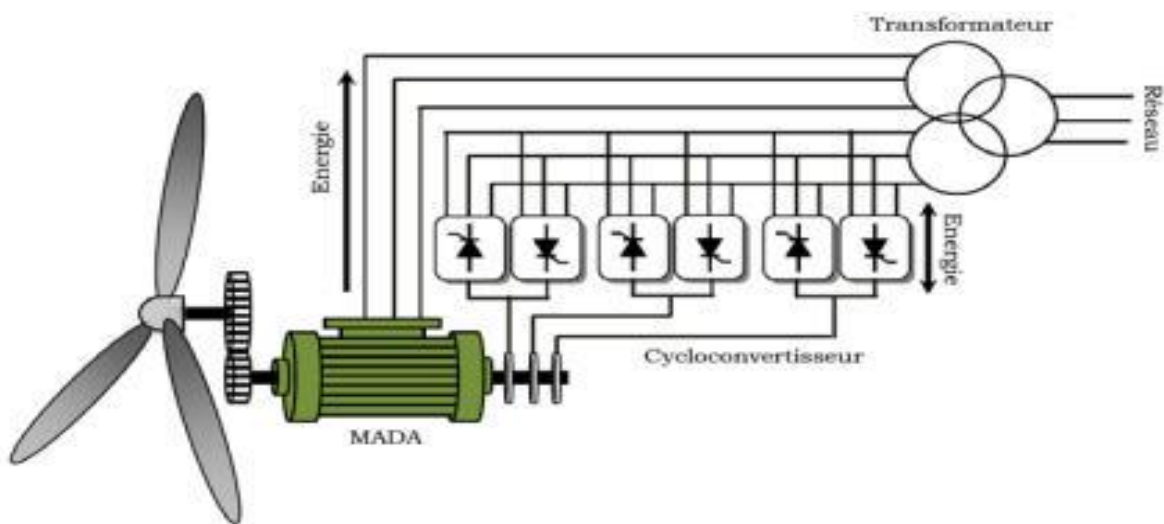 Transformateur
Energie
Réseau
Energie
Cycloconvertisseur
MADA